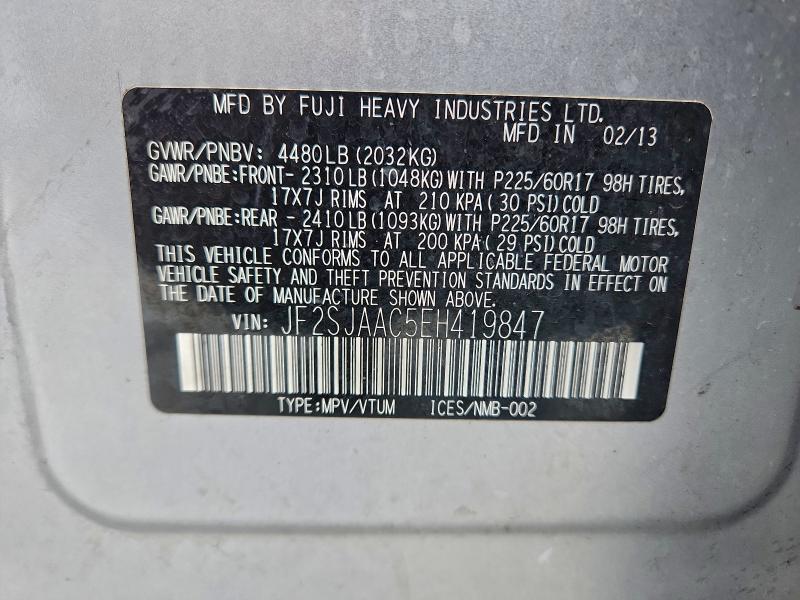 MFD BY FUJI HEAVY INDUSTRIES LTD.
MFD IN 02/13
GVWR/PNBV: 4480LB(2032KG)
GAWR/PNBE:FRONT- 2310LB(1048KG)WITH P225/60R17 98H TIRES,
17X7J RIMS AT 210 KPA(30 PSI)COLD
GAWR/PNBE:REAR - 2410LB(1093KG)WITH P225/60R17 98H TIRES,
17X7J RIMS AT 200 KPA(29 PSI)COLD
THIS VEHICLE CONFORMS TO ALL APPLICABLE FEDERAL MOTOR
VEHICLE SAFETY AND THEFT PREVENTION STANDARDS IN EFFECT ON
THE DATE OF MANUFACTURE SHOWN ABOVE.
VIN: JF2SJAAC5EH419847
TYPE:MPV/VTUM ICES/NMB-002